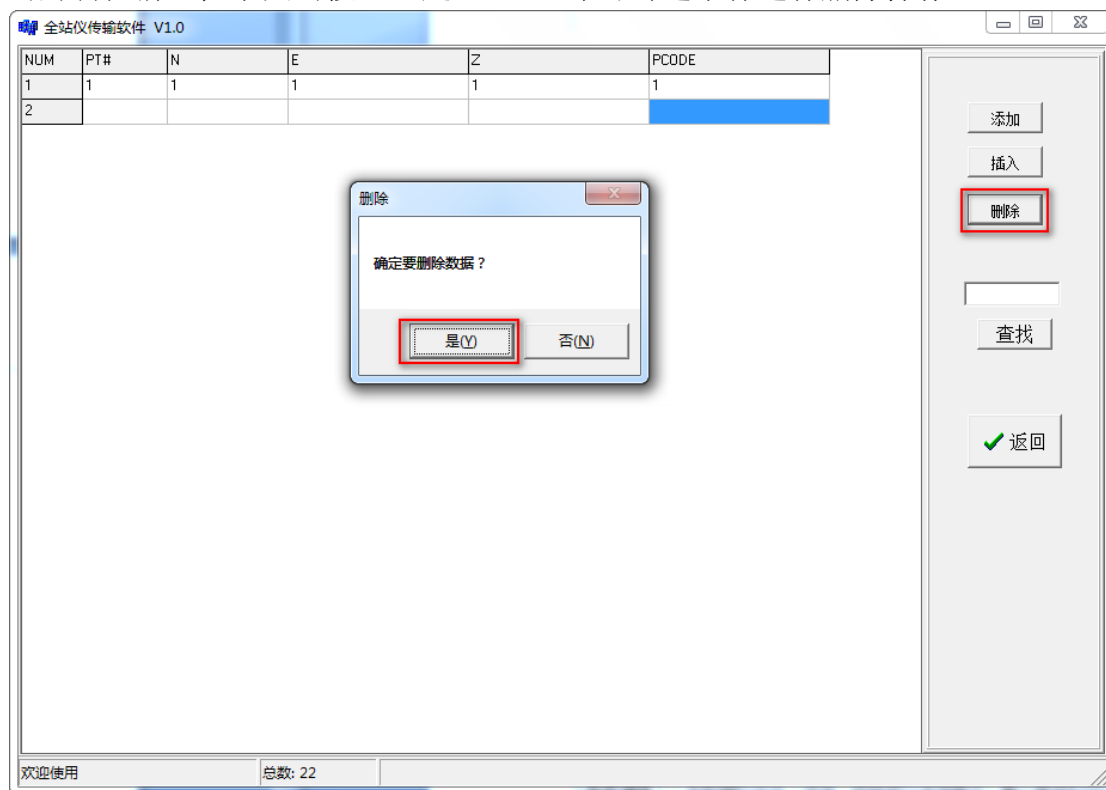 全站仪传输软件 V1.0
NUM PT# N E Z PCODE
1 1 1 1 1 1
2
添加
插入
删除
删除
确定要删除数据？
是(Y) 否(N)
查找
返回
欢迎使用 总数: 22